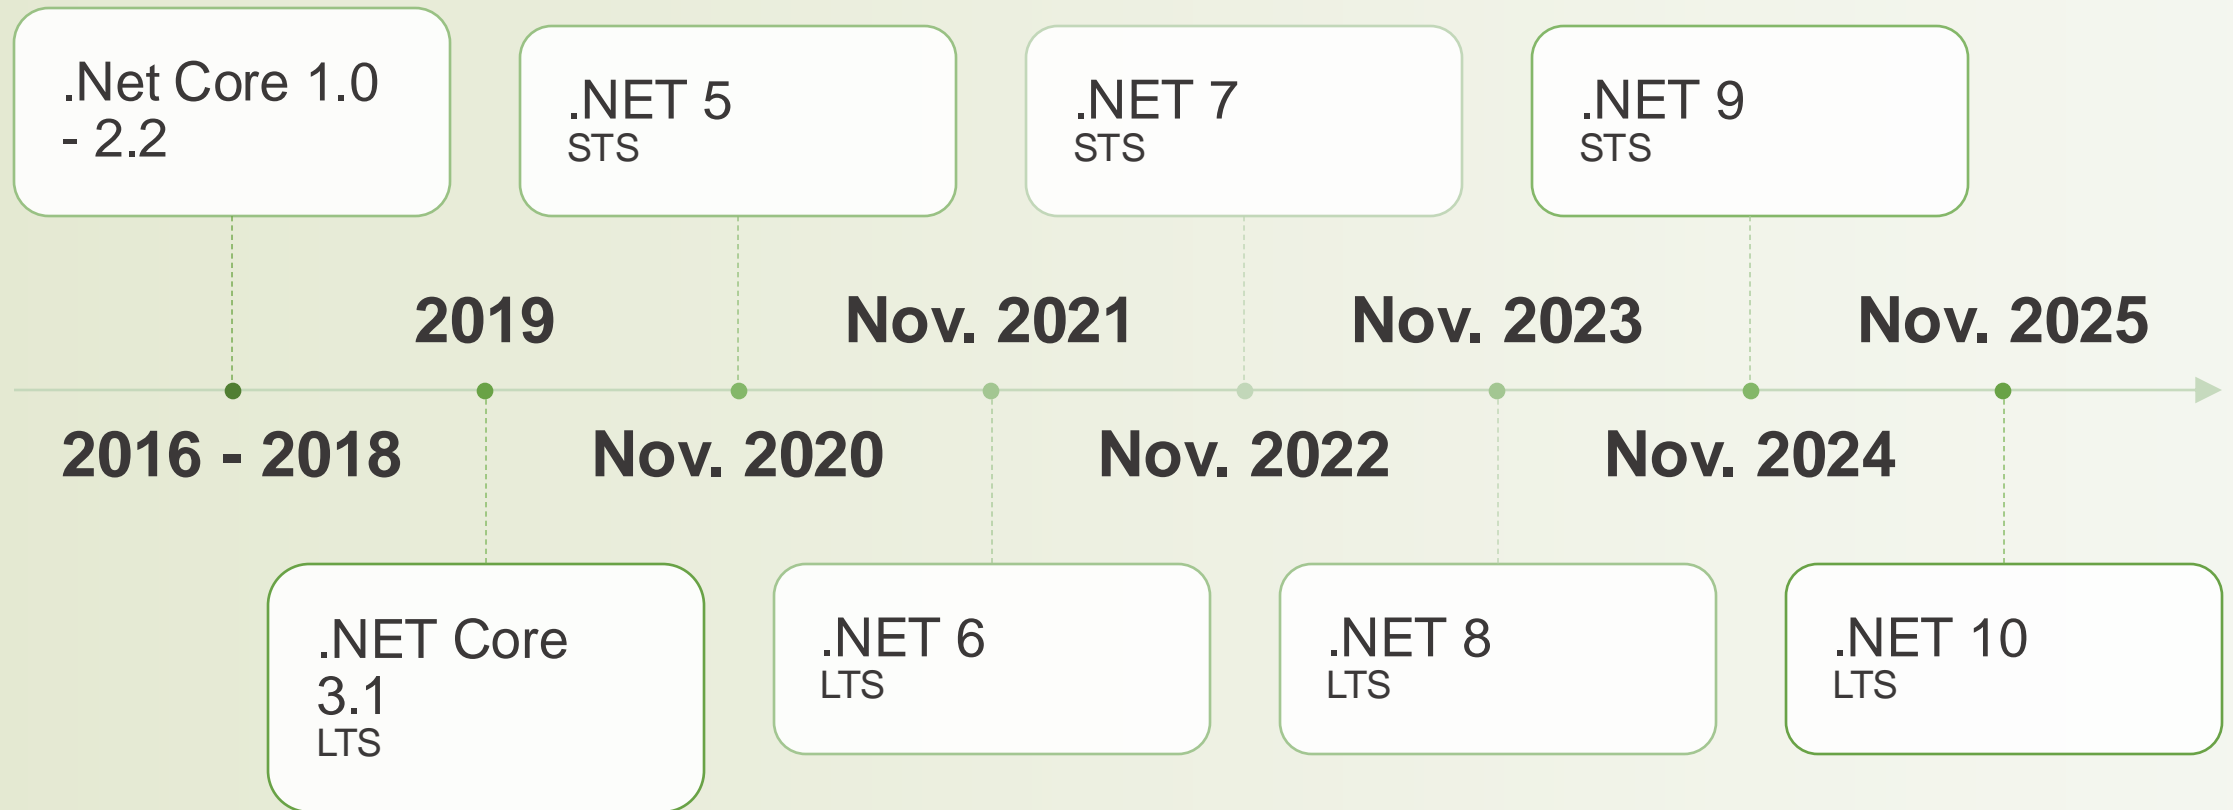 .Net Core 1.0
- 2.2
.NET 5
STS
.NET 7
STS
.NET 9
STS
2019
Nov. 2021
Nov. 2023
Nov. 2025
2016 - 2018
Nov. 2020
Nov. 2022
Nov. 2024
.NET Core
3.1
LTS
.NET 6
LTS
.NET 8
LTS
.NET 10
LTS